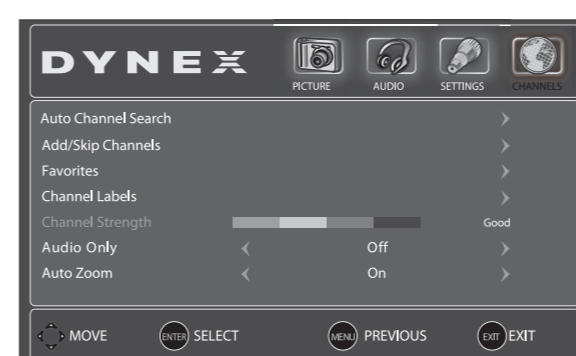 DYNEX
PICTURE AUDIO SETTINGS CHANNELS
Auto Channel Search
Add/Skip Channels
Favorites
Channel Labels
Channel Strength Good
Audio Only Off
Auto Zoom On
MOVE ENTER SELECT MENU PREVIOUS EXIT EXIT